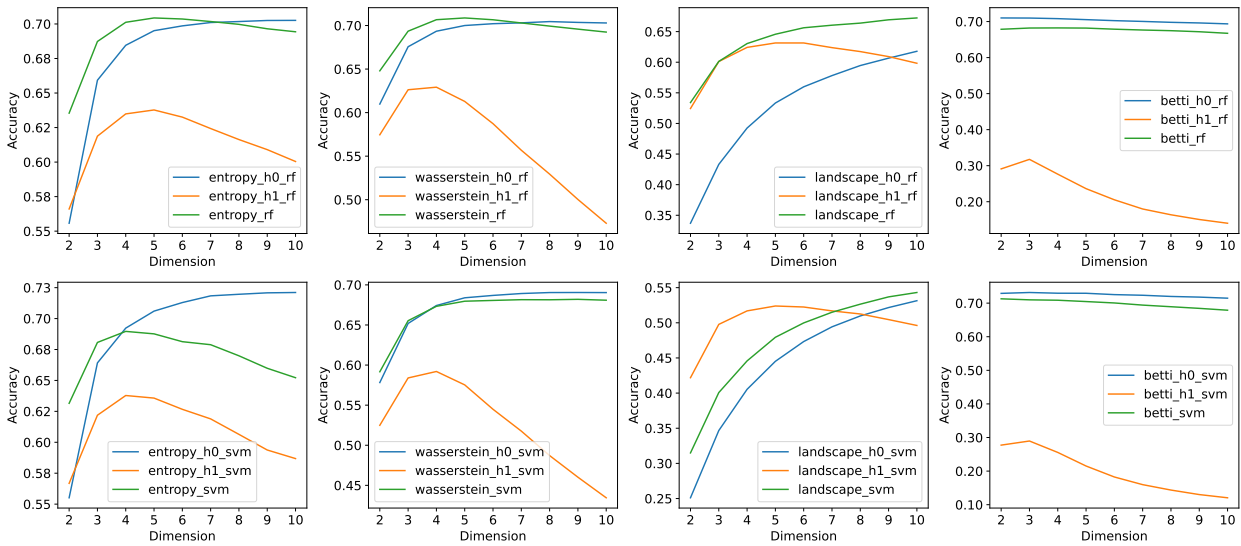 Accuracy
0.70
0.68
0.65
0.62
0.60
0.58
0.55
entropy_h0_rf
entropy_h1_rf
entropy_rf
2 3 4 5 6 7 8 9 10
Dimension
Accuracy
0.70
0.65
0.60
0.55
0.50
wasserstein_h0_rf
wasserstein_h1_rf
wasserstein_rf
2 3 4 5 6 7 8 9 10
Dimension
Accuracy
0.65
0.60
0.55
0.50
0.45
0.40
0.35
landscape_h0_rf
landscape_h1_rf
landscape_rf
2 3 4 5 6 7 8 9 10
Dimension
Accuracy
0.70
0.60
0.50
0.40
0.30
0.20
betti_h0_rf
betti_h1_rf
betti_rf
2 3 4 5 6 7 8 9 10
Dimension
Accuracy
0.73
0.70
0.68
0.65
0.62
0.60
0.58
0.55
entropy_h0_svm
entropy_h1_svm
entropy_svm
2 3 4 5 6 7 8 9 10
Dimension
Accuracy
0.70
0.65
0.60
0.55
0.50
0.45
wasserstein_h0_svm
wasserstein_h1_svm
wasserstein_svm
2 3 4 5 6 7 8 9 10
Dimension
Accuracy
0.55
0.50
0.45
0.40
0.35
0.30
0.25
landscape_h0_svm
landscape_h1_svm
landscape_svm
2 3 4 5 6 7 8 9 10
Dimension
Accuracy
0.70
0.60
0.50
0.40
0.30
0.20
0.10
betti_h0_svm
betti_h1_svm
betti_svm
2 3 4 5 6 7 8 9 10
Dimension